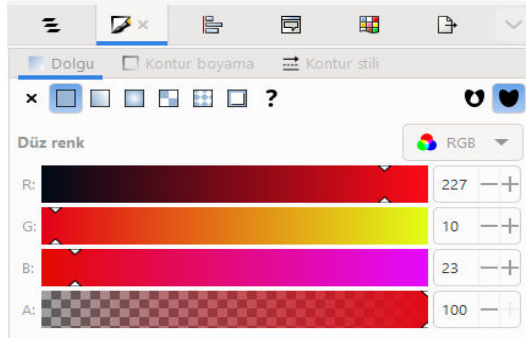 Dolgu Kontur boyama Kontur stili
?
Düz renk RGB
R: 227
G: 10
B: 23
A: 100